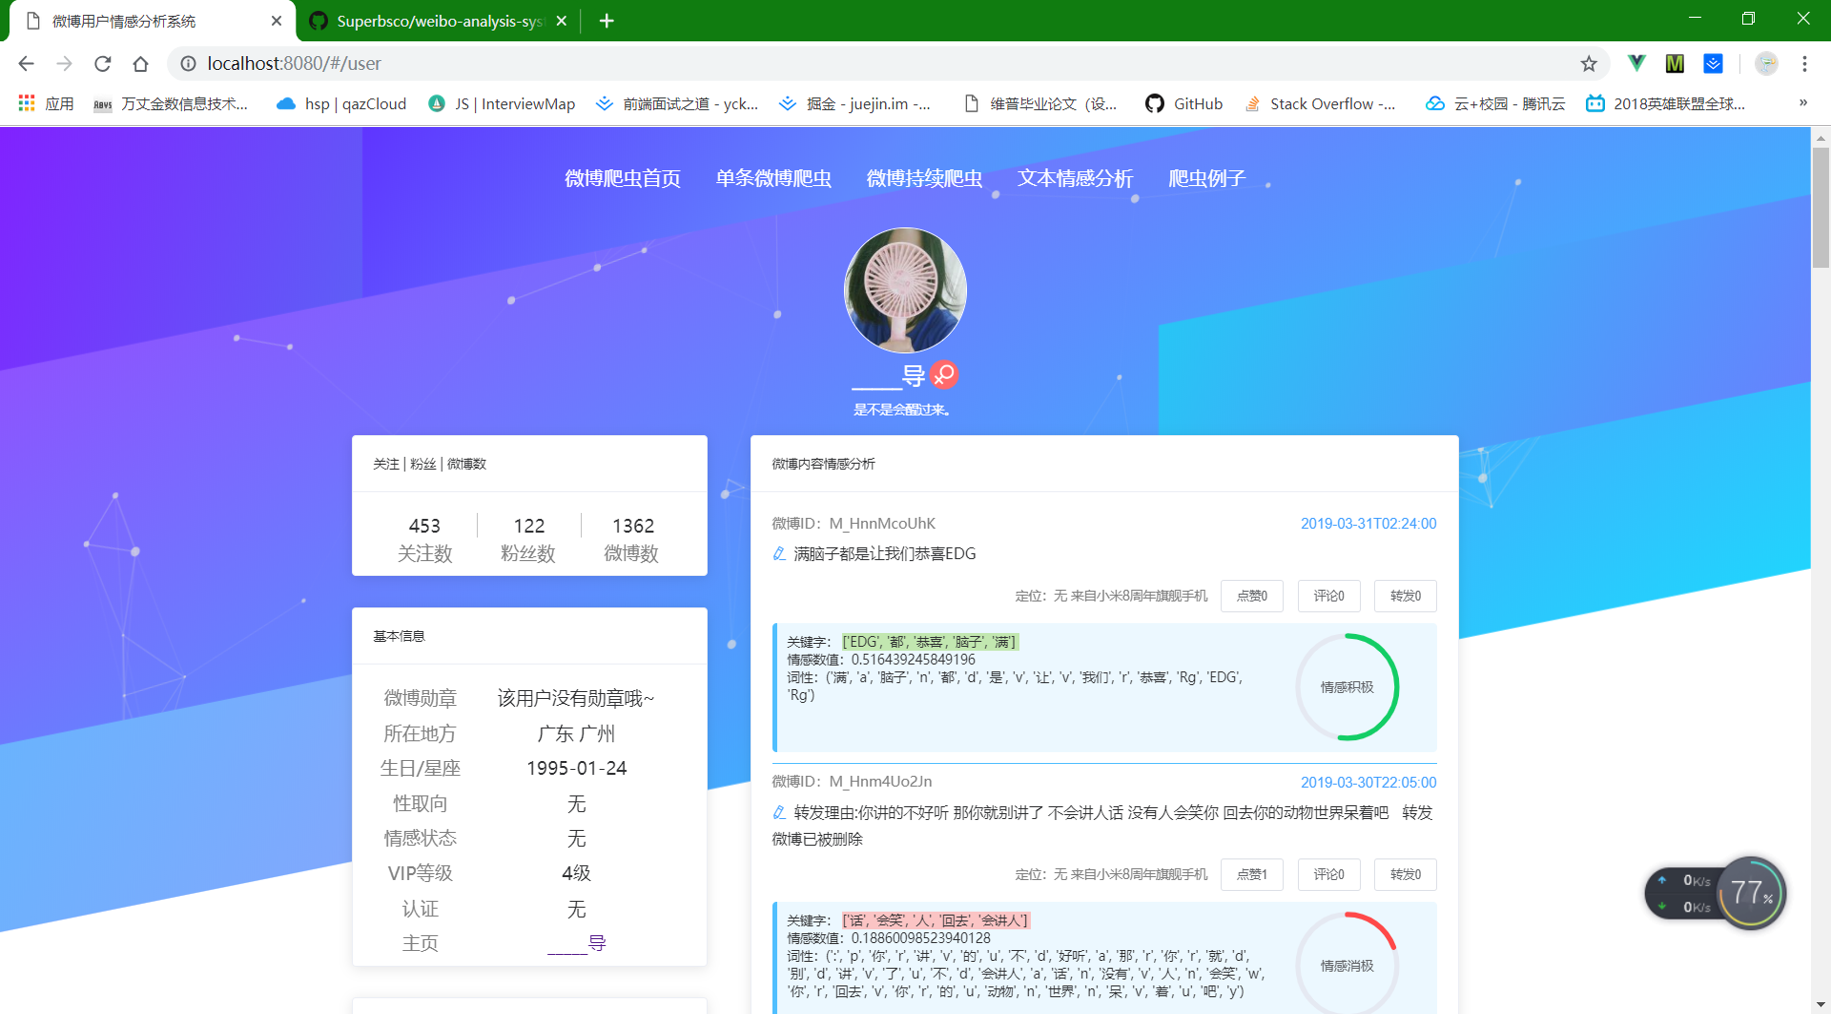 微博用户情感分析系统
Superbsco/weibo-analysis-sys
localhost:8080/#/user
应用
万丈金数信息技术...
hsp | qazCloud
JS | InterviewMap
前端面试之道 - yck...
掘金 - juejin.im -...
维普毕业论文（设...
GitHub
Stack Overflow -...
云+校园 - 腾讯云
2018英雄联盟全球...
»
微博爬虫首页 单条微博爬虫 微博持续爬虫 文本情感分析 爬虫例子
_____导
是不是会醒过来。
关注 | 粉丝 | 微博数
453 122 1362
关注数 粉丝数 微博数
基本信息
微博勋章 该用户没有勋章哦~
所在地方 广东 广州
生日/星座 1995-01-24
性取向 无
情感状态 无
VIP等级 4级
认证 无
主页 _____导
微博内容情感分析
微博ID：M_HnnMcoUhK 2019-03-31T02:24:00
满脑子都是让我们恭喜EDG
定位：无 来自小米8周年旗舰手机 点赞0 评论0 转发0
关键字： ['EDG', '都', '恭喜', '脑子', '满']
情感数值：0.516439245849196
词性：('满', 'a', '脑子', 'n', '都', 'd', '是', 'v', '让', 'v', '我们', 'r', '恭喜', 'Rg', 'EDG',
'Rg')
情感积极
微博ID：M_Hnm4Uo2Jn 2019-03-30T22:05:00
转发理由:你讲的不好听 那你就别讲了 不会讲人话 没有人会笑你 回去你的动物世界呆着吧 转发
微博已被删除
定位：无 来自小米8周年旗舰手机 点赞1 评论0 转发0
关键字： ['话', '会笑', '人', '回去', '会讲人']
情感数值：0.18860098523940128
词性：(':', 'p', '你', 'r', '讲', 'v', '的', 'u', '不', 'd', '好听', 'a', '那', 'r', '你', 'r', '就', 'd',
'别', 'd', '讲', 'v', '了', 'u', '不', 'd', '会讲人', 'a', '话', 'n', '没有', 'v', '人', 'n', '会笑', 'w',
'你', 'r', '回去', 'v', '你', 'r', '的', 'u', '动物', 'n', '世界', 'n', '呆', 'v', '着', 'u', '吧', 'y')
情感消极
0K/s
0K/s
77%